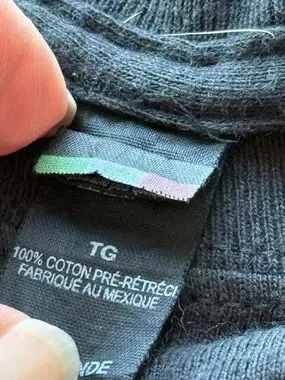 TG
100% COTON PRÉ-RÉTRÉCI
FABRIQUÉ AU MEXIQUE